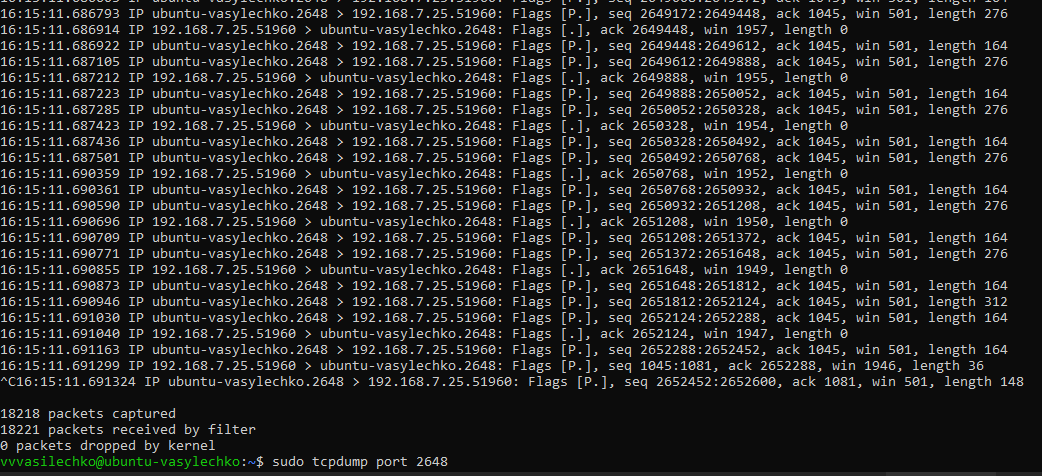 16:15:11.686793 IP ubuntu-vasylechko.2648 > 192.168.7.25.51960: Flags [P.], seq 2649172:2649448, ack 1045, win 501, length 276
16:15:11.686914 IP 192.168.7.25.51960 > ubuntu-vasylechko.2648: Flags [.], ack 2649448, win 1957, length 0
16:15:11.686922 IP ubuntu-vasylechko.2648 > 192.168.7.25.51960: Flags [P.], seq 2649448:2649612, ack 1045, win 501, length 164
16:15:11.687105 IP ubuntu-vasylechko.2648 > 192.168.7.25.51960: Flags [P.], seq 2649612:2649888, ack 1045, win 501, length 276
16:15:11.687212 IP 192.168.7.25.51960 > ubuntu-vasylechko.2648: Flags [.], ack 2649888, win 1955, length 0
16:15:11.687223 IP ubuntu-vasylechko.2648 > 192.168.7.25.51960: Flags [P.], seq 2649888:2650052, ack 1045, win 501, length 164
16:15:11.687285 IP ubuntu-vasylechko.2648 > 192.168.7.25.51960: Flags [P.], seq 2650052:2650328, ack 1045, win 501, length 276
16:15:11.687423 IP 192.168.7.25.51960 > ubuntu-vasylechko.2648: Flags [.], ack 2650328, win 1954, length 0
16:15:11.687436 IP ubuntu-vasylechko.2648 > 192.168.7.25.51960: Flags [P.], seq 2650328:2650492, ack 1045, win 501, length 164
16:15:11.687501 IP ubuntu-vasylechko.2648 > 192.168.7.25.51960: Flags [P.], seq 2650492:2650768, ack 1045, win 501, length 276
16:15:11.690359 IP 192.168.7.25.51960 > ubuntu-vasylechko.2648: Flags [.], ack 2650768, win 1952, length 0
16:15:11.690361 IP ubuntu-vasylechko.2648 > 192.168.7.25.51960: Flags [P.], seq 2650768:2650932, ack 1045, win 501, length 164
16:15:11.690590 IP ubuntu-vasylechko.2648 > 192.168.7.25.51960: Flags [P.], seq 2650932:2651208, ack 1045, win 501, length 276
16:15:11.690696 IP 192.168.7.25.51960 > ubuntu-vasylechko.2648: Flags [.], ack 2651208, win 1950, length 0
16:15:11.690709 IP ubuntu-vasylechko.2648 > 192.168.7.25.51960: Flags [P.], seq 2651208:2651372, ack 1045, win 501, length 164
16:15:11.690771 IP ubuntu-vasylechko.2648 > 192.168.7.25.51960: Flags [P.], seq 2651372:2651648, ack 1045, win 501, length 276
16:15:11.690855 IP 192.168.7.25.51960 > ubuntu-vasylechko.2648: Flags [.], ack 2651648, win 1949, length 0
16:15:11.690873 IP ubuntu-vasylechko.2648 > 192.168.7.25.51960: Flags [P.], seq 2651648:2651812, ack 1045, win 501, length 164
16:15:11.690946 IP ubuntu-vasylechko.2648 > 192.168.7.25.51960: Flags [P.], seq 2651812:2652124, ack 1045, win 501, length 312
16:15:11.691030 IP ubuntu-vasylechko.2648 > 192.168.7.25.51960: Flags [P.], seq 2652124:2652288, ack 1045, win 501, length 164
16:15:11.691040 IP 192.168.7.25.51960 > ubuntu-vasylechko.2648: Flags [.], ack 2652124, win 1947, length 0
16:15:11.691163 IP ubuntu-vasylechko.2648 > 192.168.7.25.51960: Flags [P.], seq 2652288:2652452, ack 1045, win 501, length 164
16:15:11.691299 IP 192.168.7.25.51960 > ubuntu-vasylechko.2648: Flags [P.], seq 1045:1081, ack 2652288, win 1946, length 36
^C16:15:11.691324 IP ubuntu-vasylechko.2648 > 192.168.7.25.51960: Flags [P.], seq 2652452:2652600, ack 1081, win 501, length 148
18218 packets captured
18221 packets received by filter
0 packets dropped by kernel
vvvasilechko@ubuntu-vasylechko:~$ sudo tcpdump port 2648